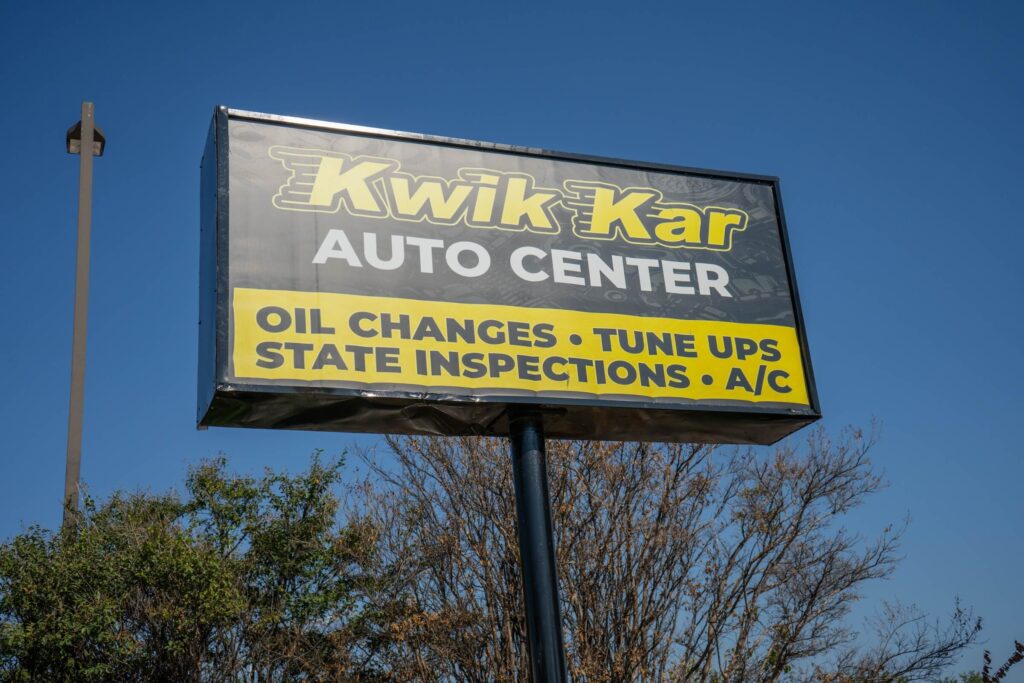 Kwik Kar
AUTO CENTER
OIL CHANGES • TUNE UPS
STATE INSPECTIONS • A/C